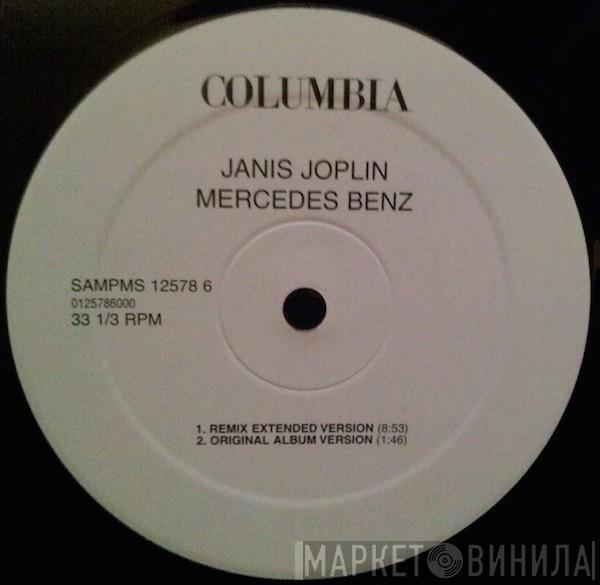 COLUMBIA
JANIS JOPLIN
MERCEDES BENZ
SAMPMS 12578 6
0125786000
33 1/3 RPM
1. REMIX EXTENDED VERSION (8:53)
2. ORIGINAL ALBUM VERSION (1:46)
МАРКЕТ ВИНИЛА